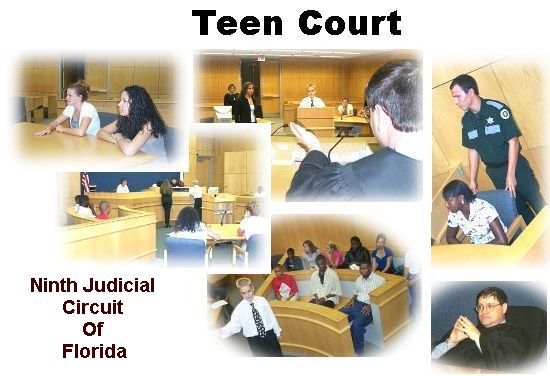 Teen Court
Ninth Judicial
Circuit
Of
Florida